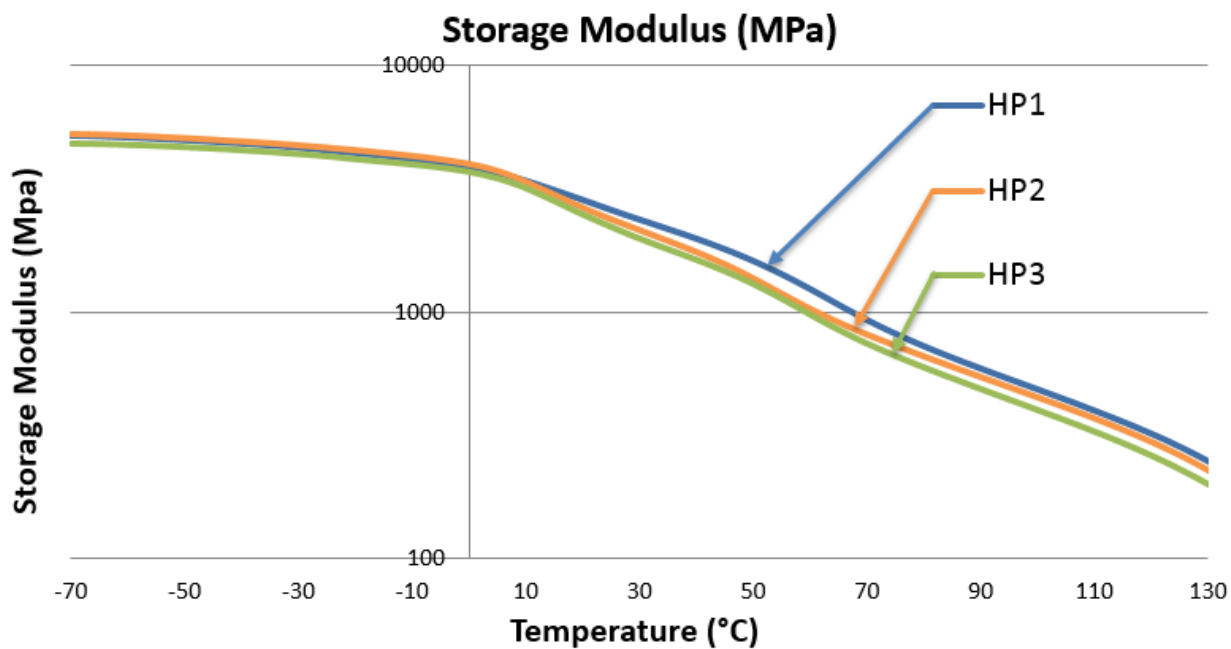 Storage Modulus (MPa)
10000
HP1
HP2
HP3
1000
100
Storage Modulus (Mpa)
-70 -50 -30 -10 10 30 50 70 90 110 130
Temperature (°C)